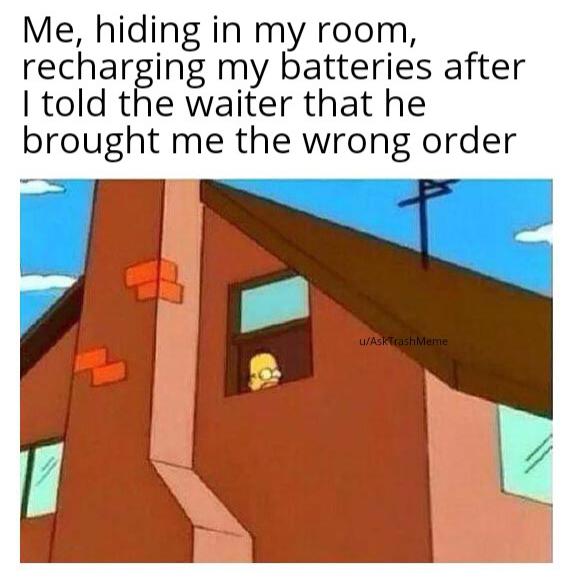 Me, hiding in my room,
recharging my batteries after
I told the waiter that he
brought me the wrong order
u/AskTrashMeme